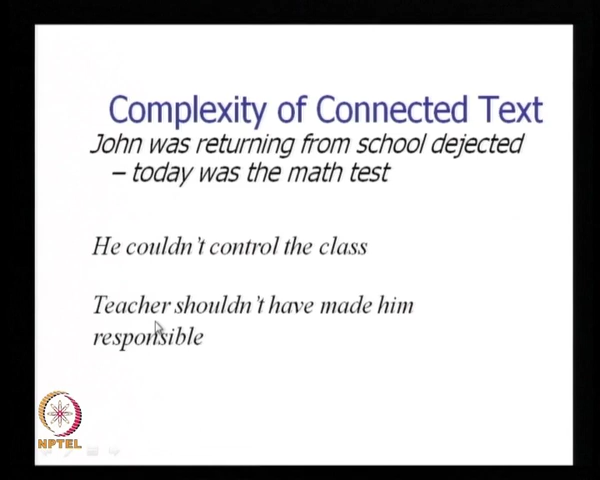 Complexity of Connected Text
John was returning from school dejected
– today was the math test
He couldn't control the class
Teacher shouldn't have made him
responsible
NPTEL